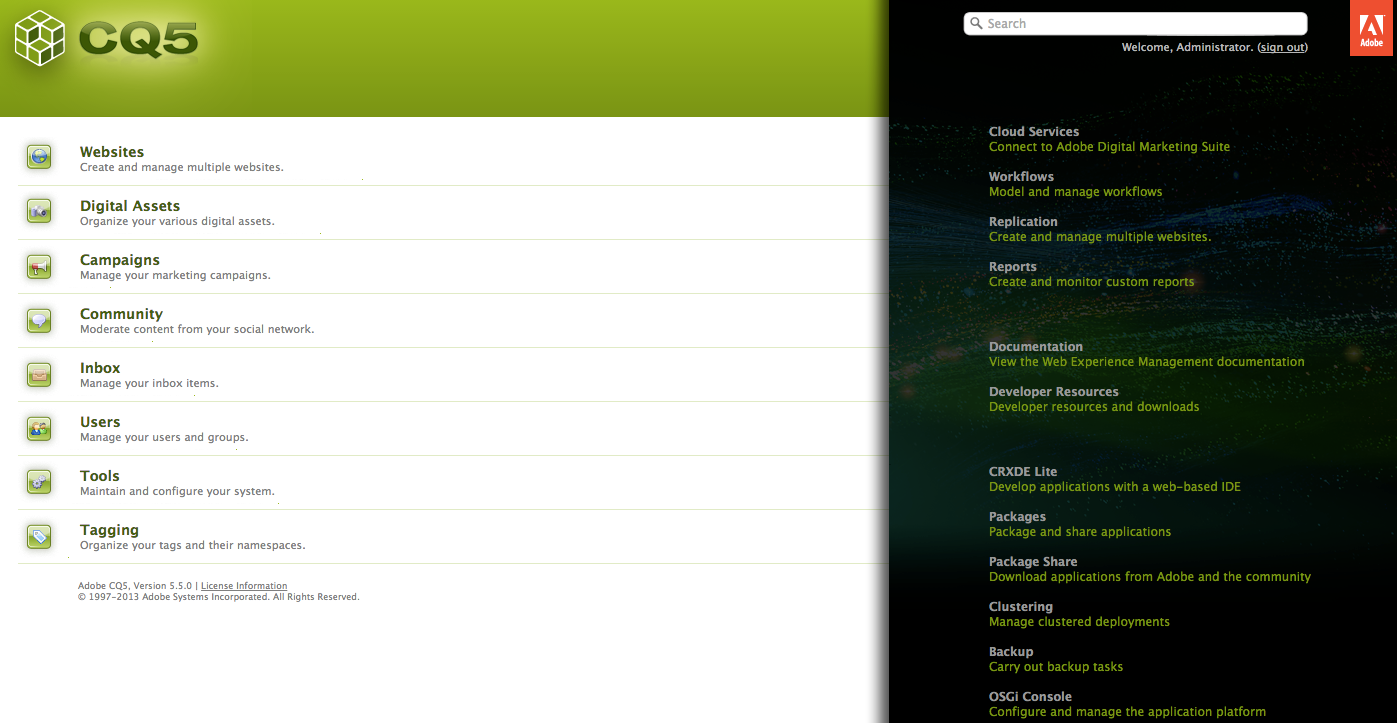 CQ5
Websites
Create and manage multiple websites.
Digital Assets
Organize your various digital assets.
Campaigns
Manage your marketing campaigns.
Community
Moderate content from your social network.
Inbox
Manage your inbox items.
Users
Manage your users and groups.
Tools
Maintain and configure your system.
Tagging
Organize your tags and their namespaces.
Adobe CQ5, Version 5.5.0 | License Information
© 1997-2013 Adobe Systems Incorporated. All Rights Reserved.
Search
Adobe
Welcome, Administrator. (sign out)
Cloud Services
Connect to Adobe Digital Marketing Suite
Workflows
Model and manage workflows
Replication
Create and manage multiple websites.
Reports
Create and monitor custom reports
Documentation
View the Web Experience Management documentation
Developer Resources
Developer resources and downloads
CRXDE Lite
Develop applications with a web-based IDE
Packages
Package and share applications
Package Share
Download applications from Adobe and the community
Clustering
Manage clustered deployments
Backup
Carry out backup tasks
OSGi Console
Configure and manage the application platform